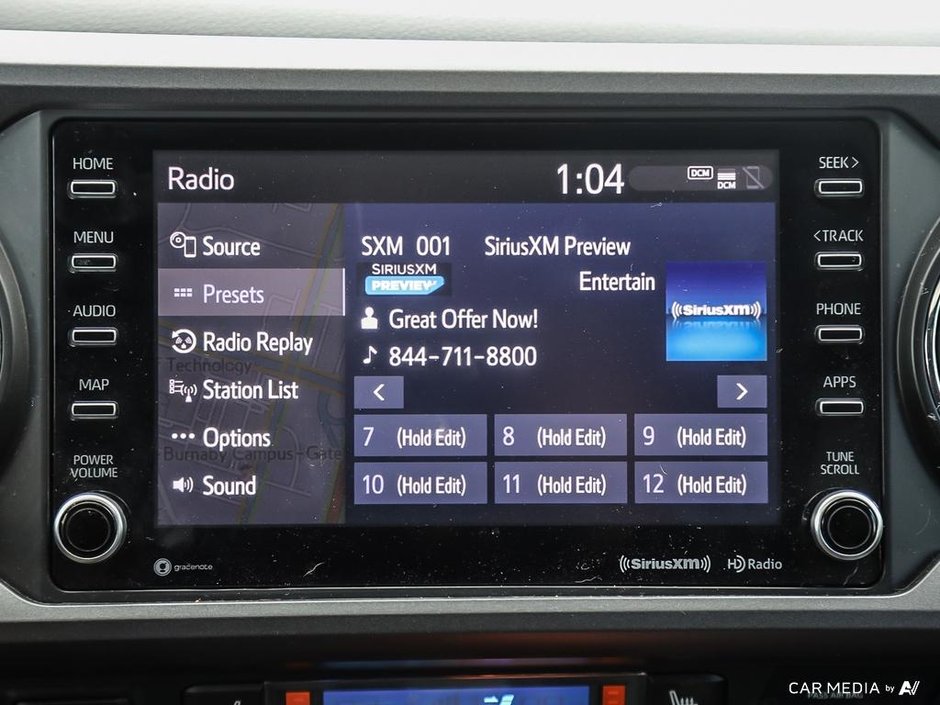 HOME
MENU
AUDIO
MAP
POWER
VOLUME
Radio
1:04
DCM
DCM
Source
Presets
Radio Replay
Technology
Station List
Options
Burnaby Campus - Gate
Sound
SXM 001 SiriusXM Preview
SIRIUSXM
PREVIEW
Entertain
((SiriusXM))
Great Offer Now!
844-711-8800
<
>
7 (Hold Edit)
8 (Hold Edit)
9 (Hold Edit)
10 (Hold Edit)
11 (Hold Edit)
12 (Hold Edit)
SEEK >
< TRACK
PHONE
APPS
TUNE
SCROLL
gracenote
((SiriusXM))
HD Radio
PASS AIR BAG
CAR MEDIA by